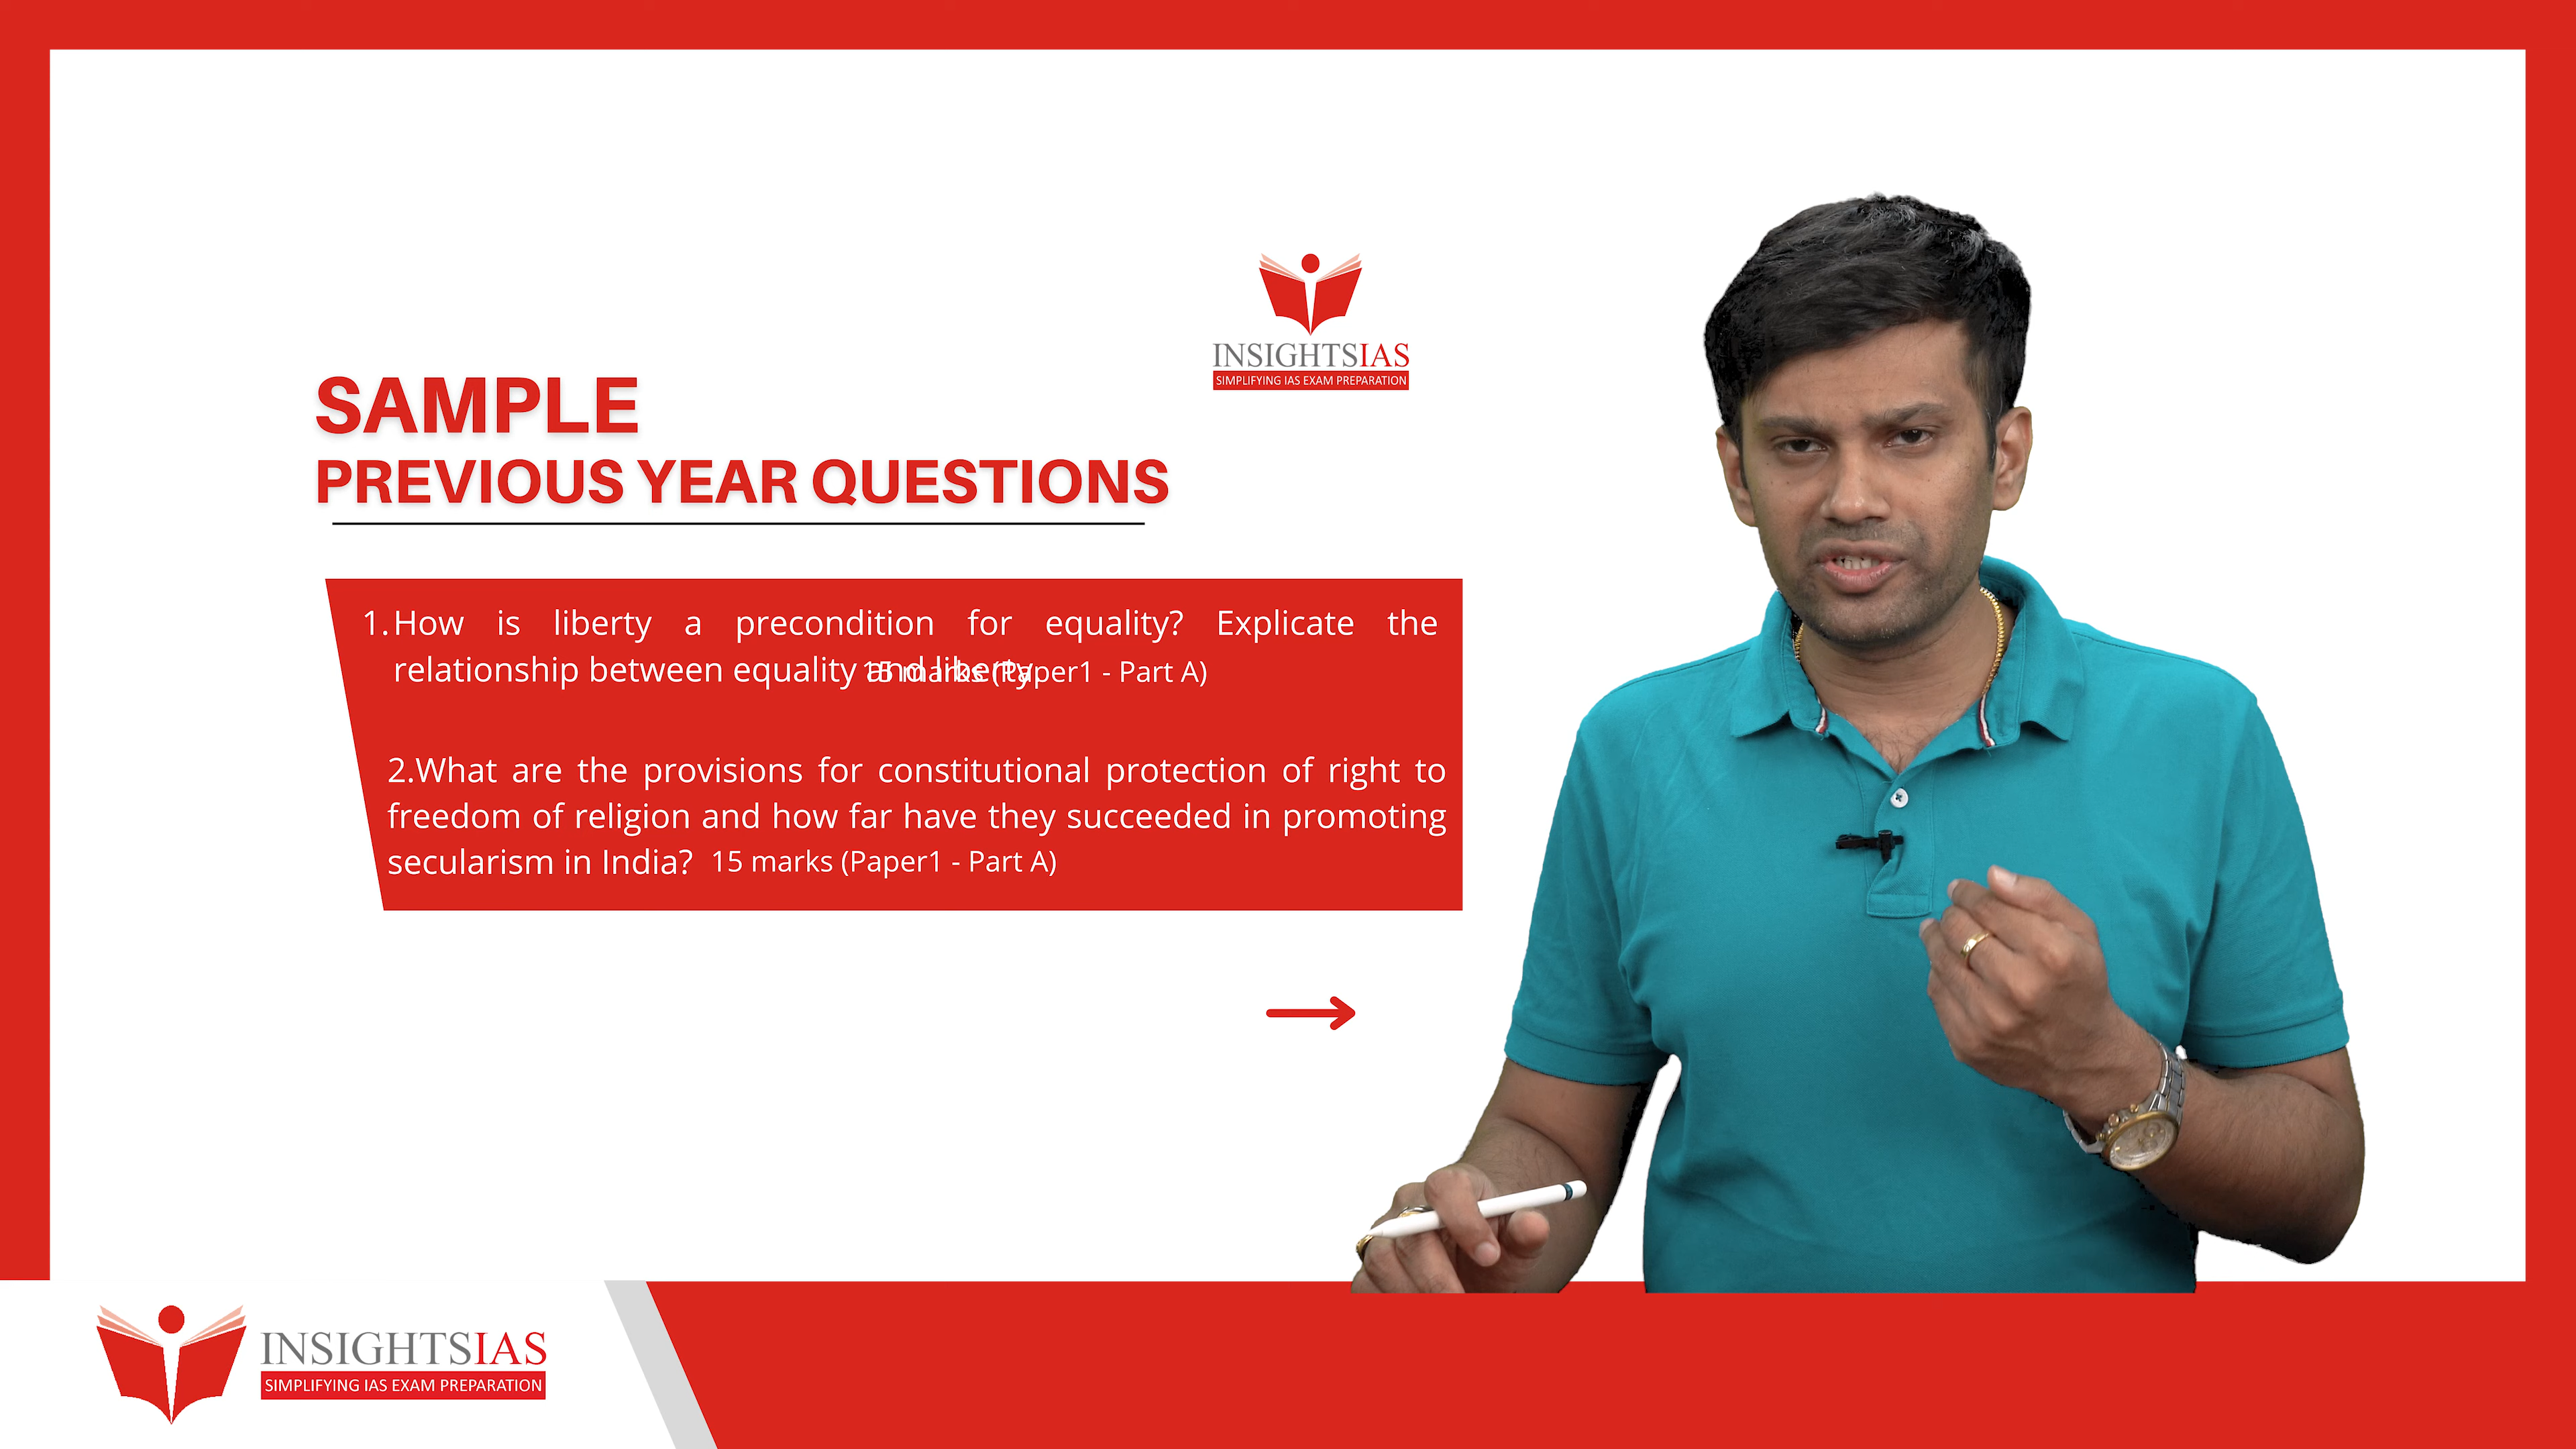 INSIGHTSIAS
SIMPLIFYING IAS EXAM PREPARATION
SAMPLE
PREVIOUS YEAR QUESTIONS
1. How is liberty a precondition for equality? Explicate the
relationship between equality and liberty. 15 marks (Paper1 - Part A)
2.What are the provisions for constitutional protection of right to
freedom of religion and how far have they succeeded in promoting
secularism in India? 15 marks (Paper1 - Part A)
INSIGHTSIAS
SIMPLIFYING IAS EXAM PREPARATION